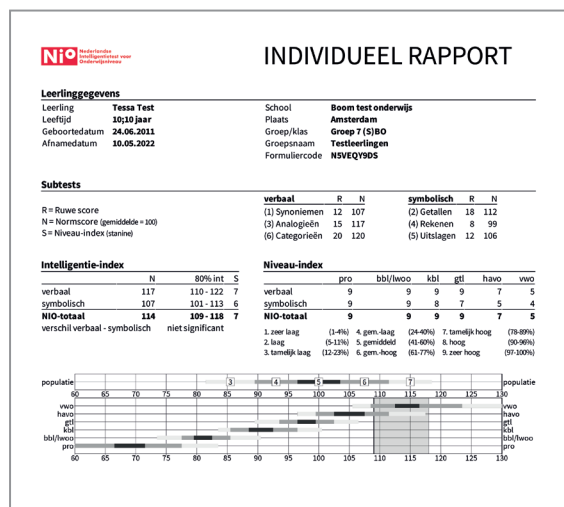 NiO Nederlandse Intelligentietest voor Onderwijsniveau
INDIVIDUEEL RAPPORT
Leerlinggegevens
Leerling Tessa Test School Boom test onderwijs
Leeftijd 10;10 jaar Plaats Amsterdam
Geboortedatum 24.06.2011 Groep/klas Groep 7 (S)BO
Afnamedatum 10.05.2022 Groepsnaam Testleerlingen
Formuliercode N5VEQY9DS
Subtests
verbaal R N symbolisch R N
R = Ruwe score (1) Synoniemen 12 107 (2) Getallen 18 112
N = Normscore (gemiddelde = 100) (3) Analogieën 15 117 (4) Rekenen 8 99
S = Niveau-index (stanine) (6) Categorieën 20 120 (5) Uitslagen 12 106
Intelligentie-index Niveau-index
N 80% int S pro bbl/lwoo kbl gtl havo vwo
verbaal 117 110 - 122 7 verbaal 9 9 9 9 7 5
symbolisch 107 101 - 113 6 symbolisch 9 9 8 7 5 4
NIO-totaal 114 109 - 118 7 NIO-totaal 9 9 9 9 7 5
verschil verbaal - symbolisch niet significant
1. zeer laag (1-4%) 4. gem.-laag (24-40%) 7. tamelijk hoog (78-89%)
2. laag (5-11%) 5. gemiddeld (41-60%) 8. hoog (90-96%)
3. tamelijk laag (12-23%) 6. gem.-hoog (61-77%) 9. zeer hoog (97-100%)
populatie 3 4 5 6 7 populatie
60 65 70 75 80 85 90 95 100 105 110 115 120 125 130
vwo vwo
havo havo
gtl gtl
kbl kbl
bbl/lwoo bbl/lwoo
pro pro
60 65 70 75 80 85 90 95 100 105 110 115 120 125 130